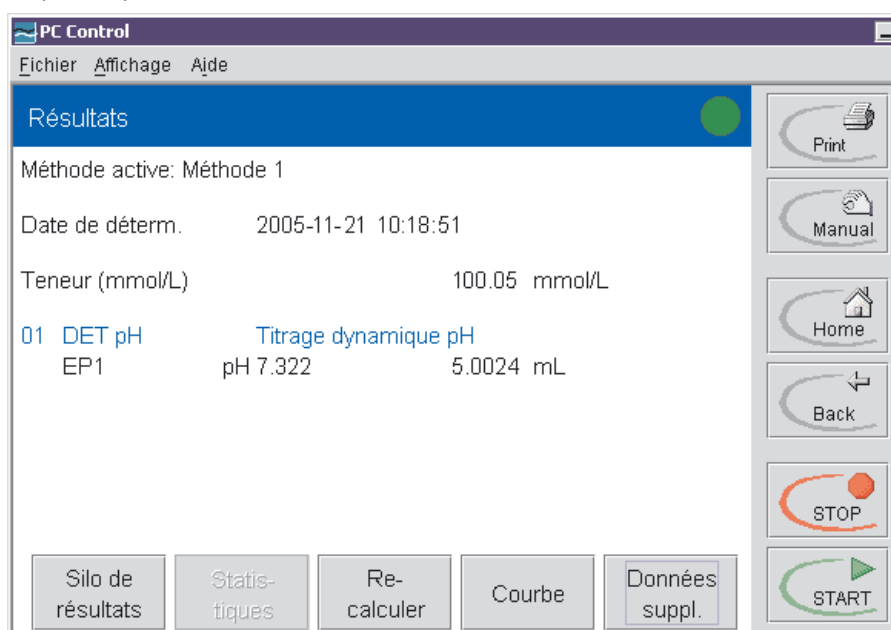 PC Control
Fichier Affichage Aide
Résultats
Méthode active: Méthode 1
Date de déterm. 2005-11-21 10:18:51
Teneur (mmol/L) 100.05 mmol/L
01 DET pH Titrage dynamique pH
EP1 pH 7.322 5.0024 mL
Silo de
résultats
Statis-
tiques
Re-
calculer
Courbe
Données
suppl.
Print
Manual
Home
Back
STOP
START